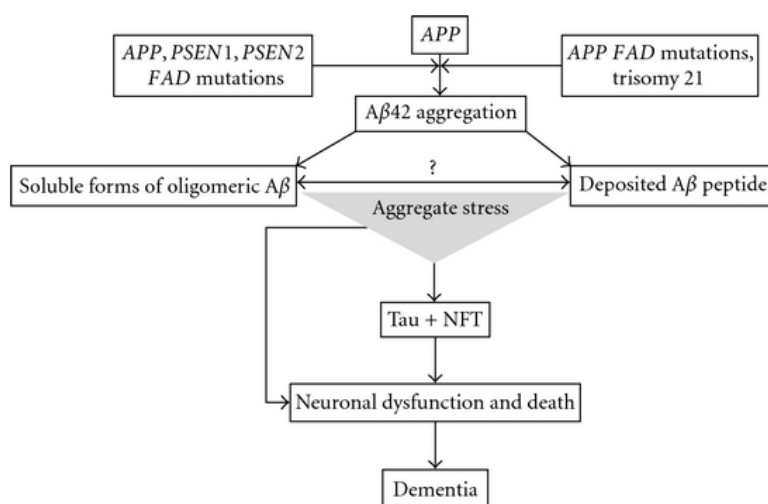 APP
APP, PSEN1, PSEN2
FAD mutations
APP FAD mutations,
trisomy 21
Aβ42 aggregation
?
Soluble forms of oligomeric Aβ
Deposited Aβ peptide
Aggregate stress
Tau + NFT
Neuronal dysfunction and death
Dementia